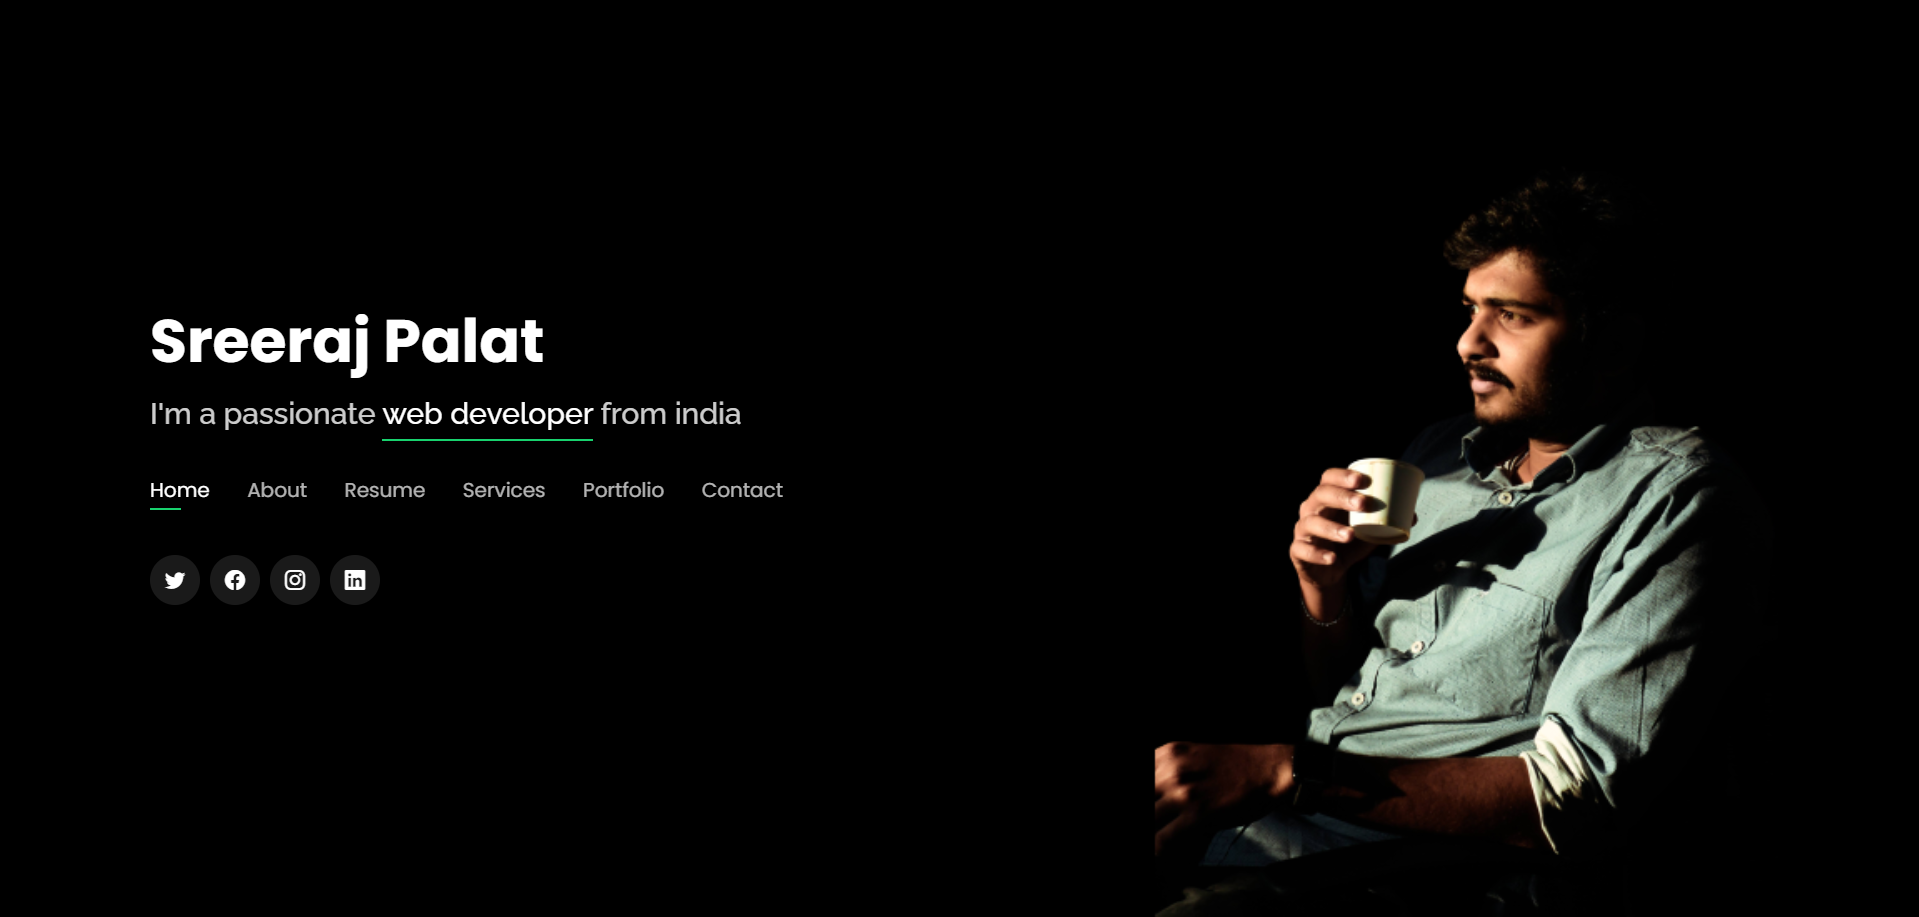 Sreeraj Palat
I'm a passionate web developer from india
Home About Resume Services Portfolio Contact